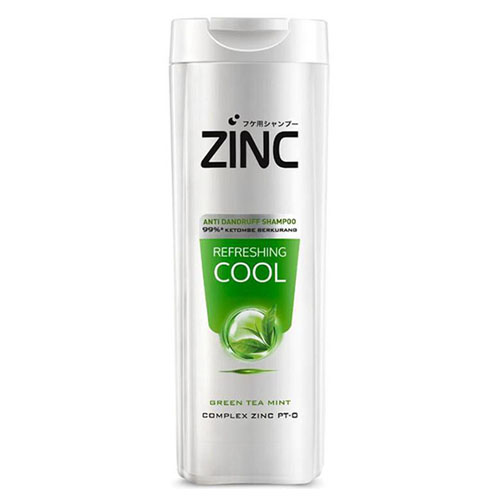 フケ用シャンプー
ZINC
ANTI DANDRUFF SHAMPOO
99%* KETOMBE BERKURANG
REFRESHING
COOL
GREEN TEA MINT
COMPLEX ZINC PT-O